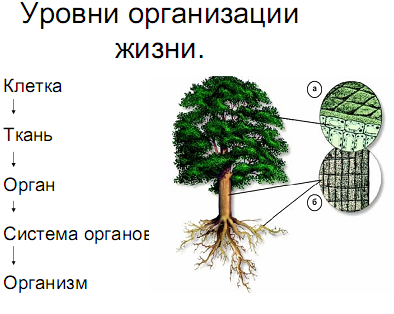 Уровни организации
жизни.
Клетка
Ткань
Орган
Система органов
Организм
а
б